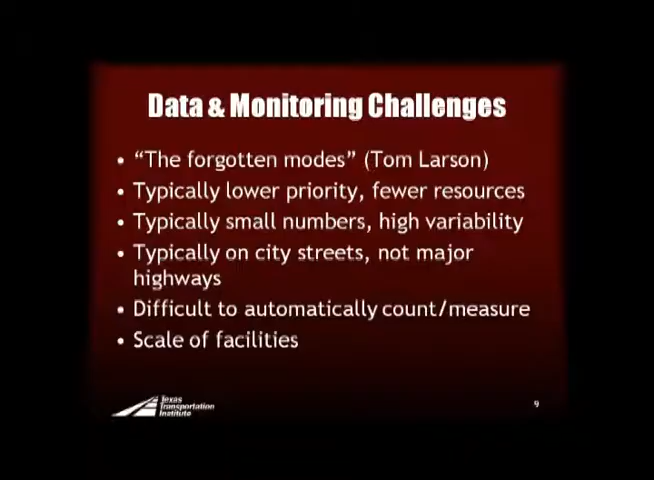 Data & Monitoring Challenges
• “The forgotten modes” (Tom Larson)
• Typically lower priority, fewer resources
• Typically small numbers, high variability
• Typically on city streets, not major
highways
• Difficult to automatically count/measure
• Scale of facilities
Texas
Transportation
Institute
9